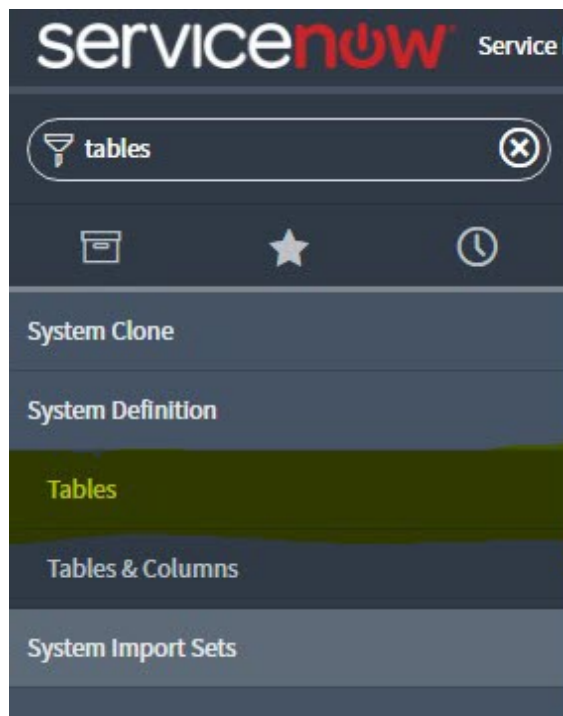 servicenow
Service
tables
System Clone
System Definition
Tables
Tables & Columns
System Import Sets